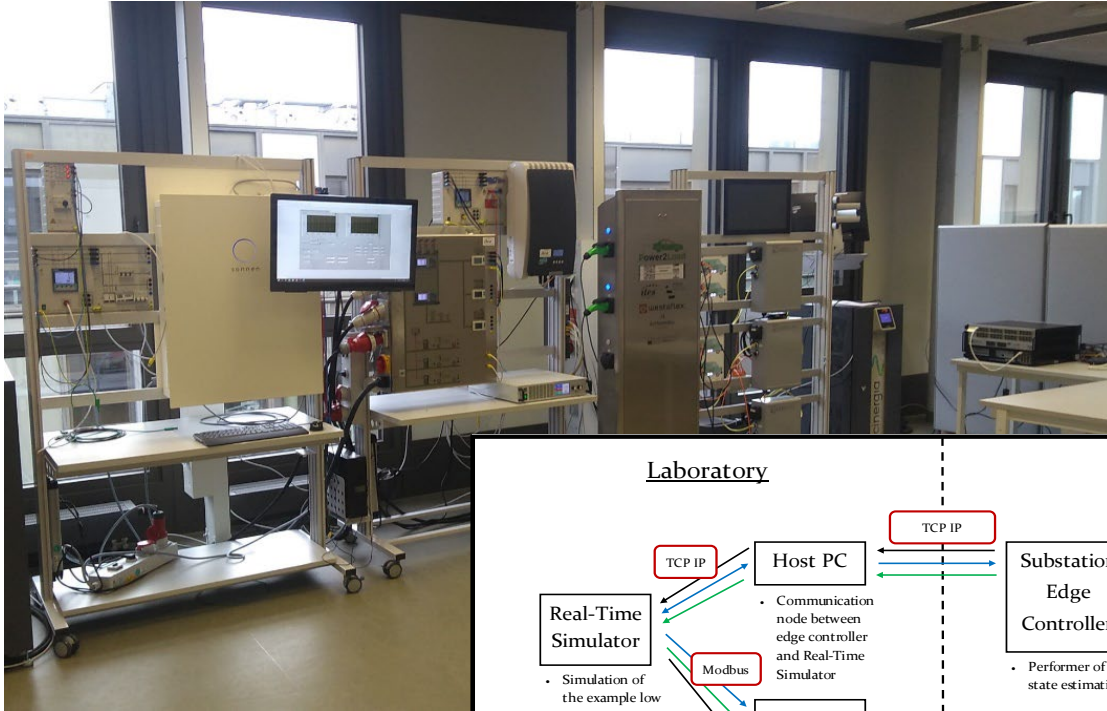 sonnen
Power2Load
cinergia
Laboratory
TCP IP
TCP IP
Host PC
Substation
Edge
Controller
Real-Time
Simulator
• Communication
node between
edge controller
and Real-Time
Simulator
Modbus
• Performer of
state estimati
• Simulation of
the example low